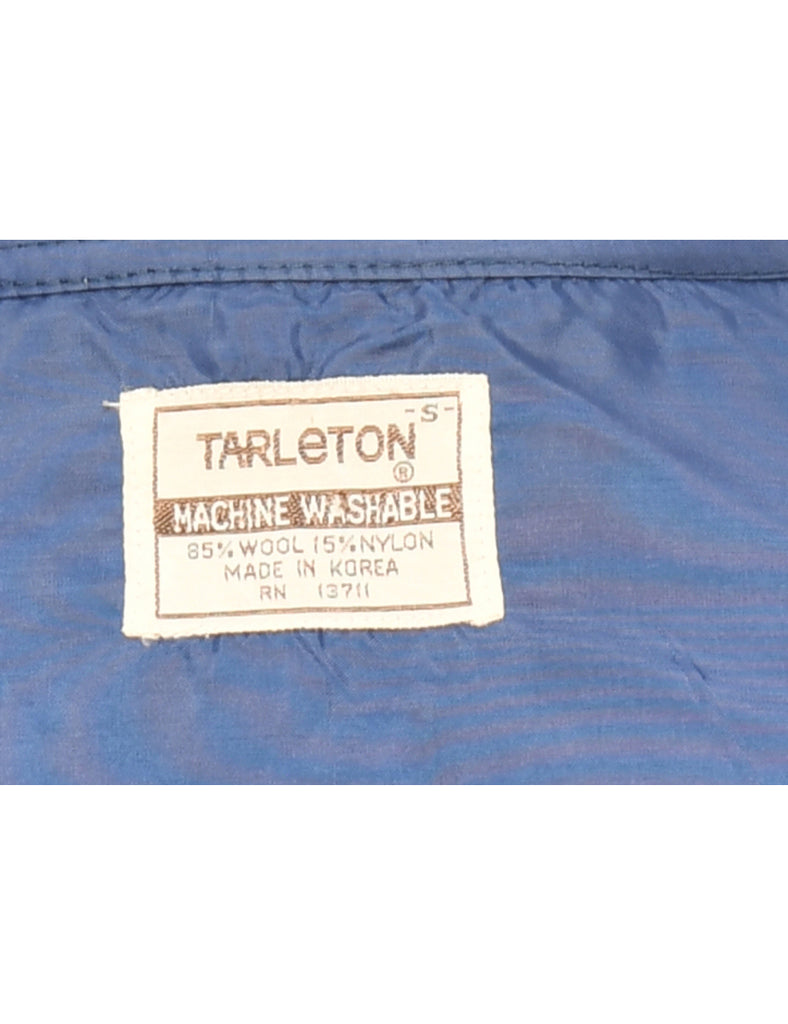 -S-
TARLETON
®
MACHINE WASHABLE
85% WOOL 15% NYLON
MADE IN KOREA
RN 13711